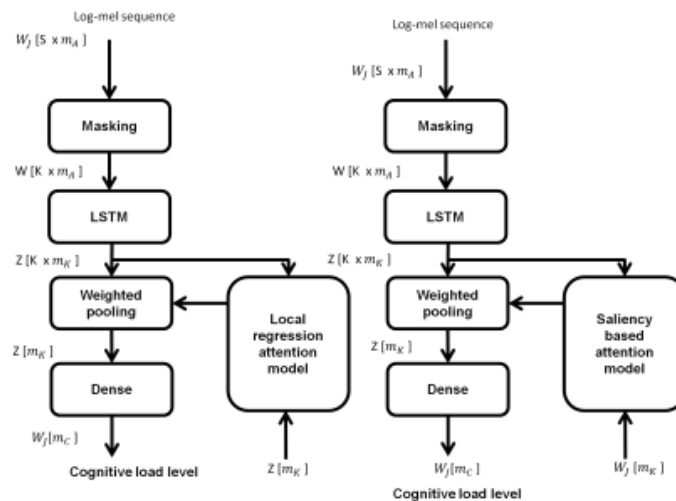 Log-mel sequence
W_J [S x m_A]
Masking
W [K x m_A]
LSTM
Z [K x m_K]
Weighted
pooling
Local
regression
attention
model
Z [m_K]
Dense
W_J[m_C]
Cognitive load level
Z [m_K]
Log-mel sequence
W_J [S x m_A]
Masking
W [K x m_A]
LSTM
Z [K x m_K]
Weighted
pooling
Saliency
based
attention
model
Z [m_K]
Dense
W_J[m_C]
Cognitive load level
W_J [m_K]